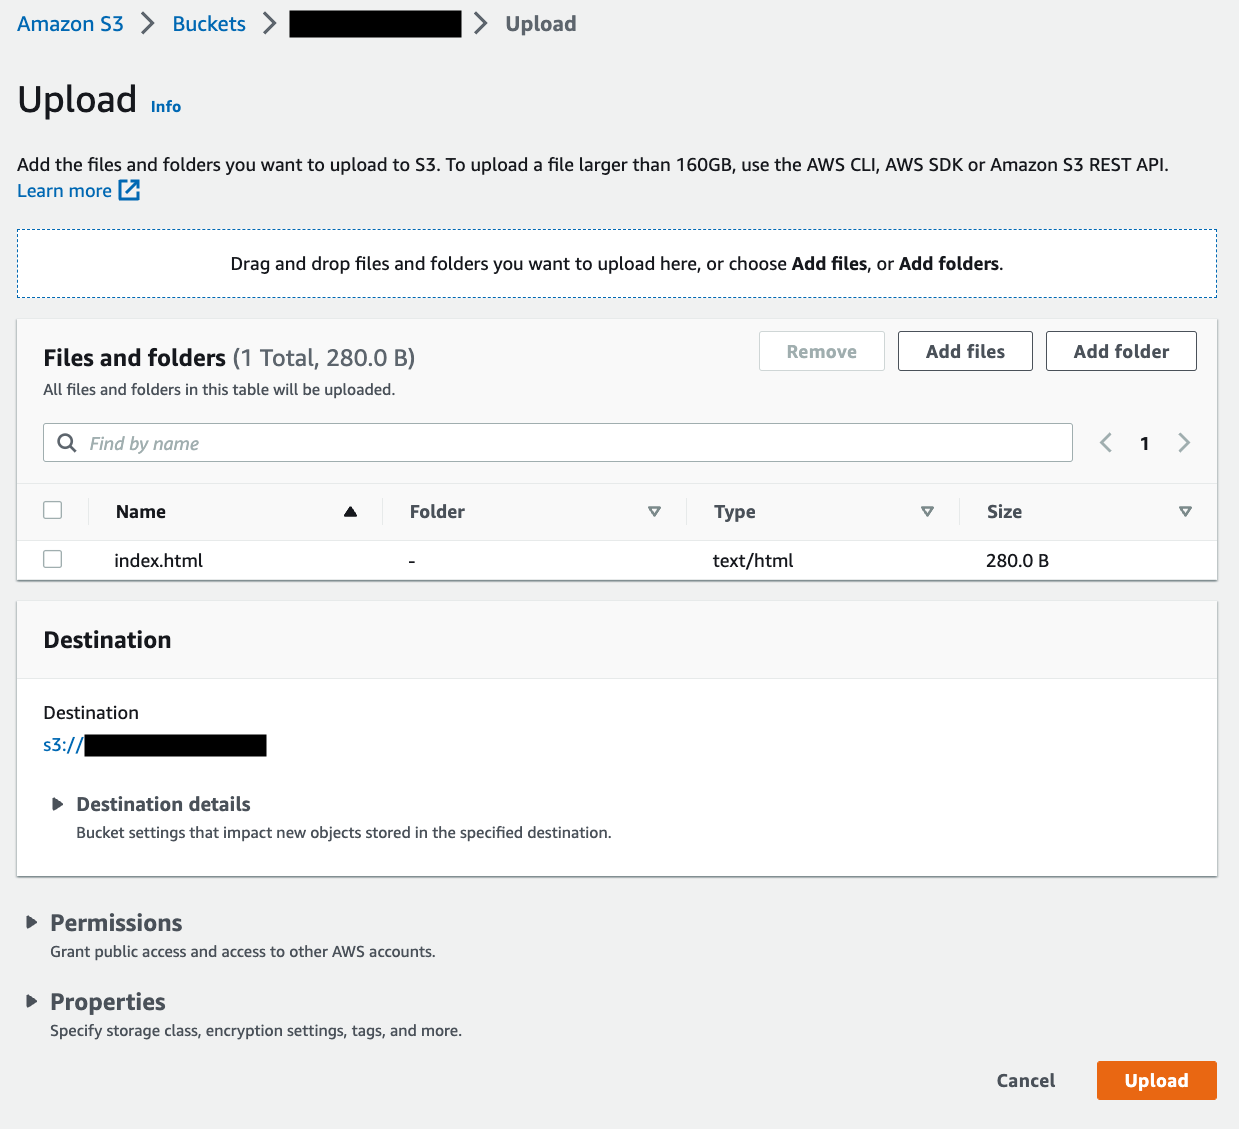 Amazon S3 > Buckets > > Upload
Upload Info
Add the files and folders you want to upload to S3. To upload a file larger than 160GB, use the AWS CLI, AWS SDK or Amazon S3 REST API.
Learn more
Drag and drop files and folders you want to upload here, or choose Add files, or Add folders.
Files and folders (1 Total, 280.0 B)
Remove Add files Add folder
All files and folders in this table will be uploaded.
Find by name
1
Name Folder Type Size
index.html - text/html 280.0 B
Destination
Destination
s3://
Destination details
Bucket settings that impact new objects stored in the specified destination.
Permissions
Grant public access and access to other AWS accounts.
Properties
Specify storage class, encryption settings, tags, and more.
Cancel Upload